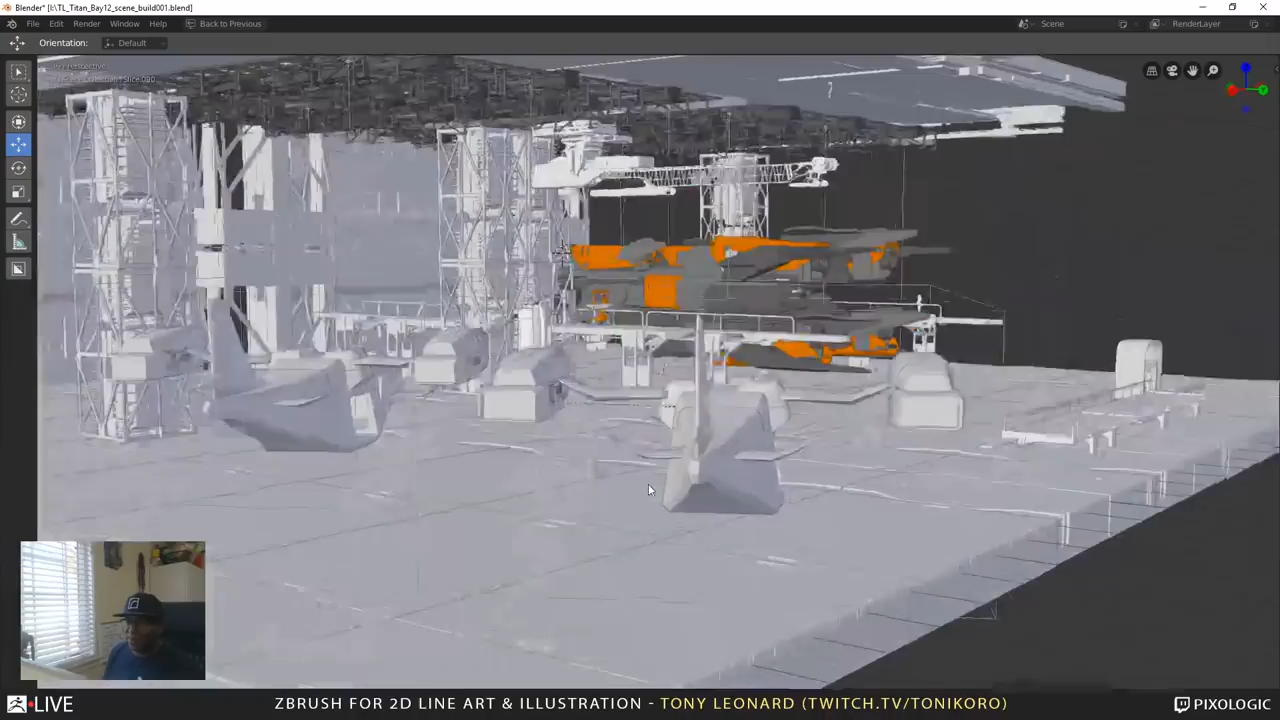 Blender* [I:\TL_Titan_Bay12_scene_build001.blend]
File Edit Render Window Help Back to Previous Scene RenderLayer
Orientation: Default
LIVE ZBRUSH FOR 2D LINE ART & ILLUSTRATION - TONY LEONARD (TWITCH.TV/TONIKORO) PIXOLOGIC